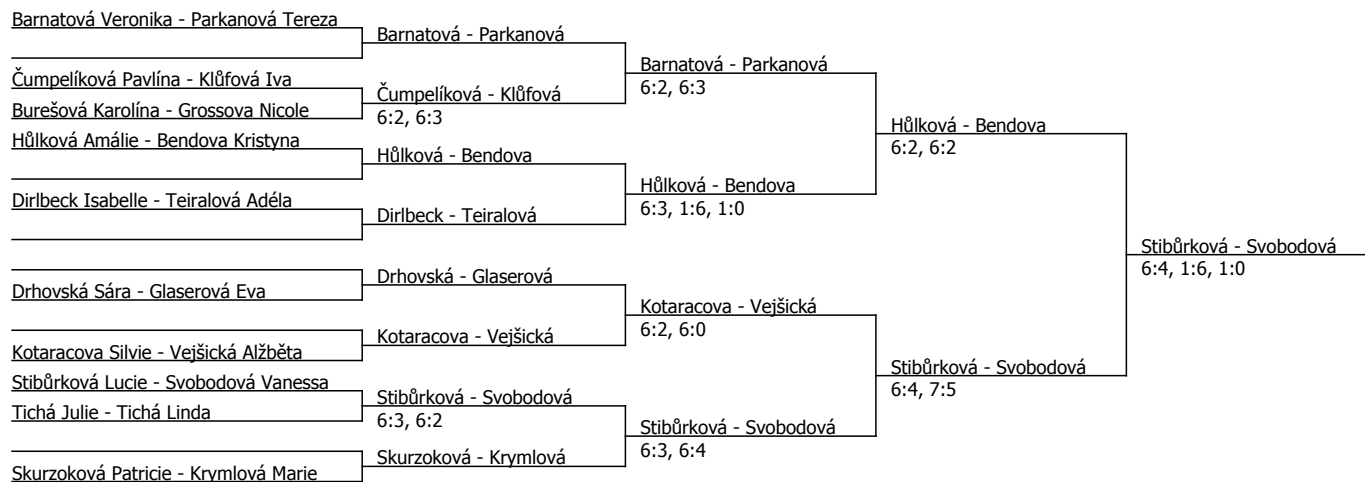 Barnatová Veronika - Parkanová Tereza
Čumpelíková Pavlína - Klůfová Iva
Burešová Karolína - Grossova Nicole
Hůlková Amálie - Bendova Kristyna
Dirlbeck Isabelle - Teiralová Adéla
Drhovská Sára - Glaserová Eva
Kotaracova Silvie - Vejšická Alžběta
Stibůrková Lucie - Svobodová Vanessa
Tichá Julie - Tichá Linda
Skurzoková Patricie - Krymlová Marie
Barnatová - Parkanová
Čumpelíková - Klůfová
6:2, 6:3
Hůlková - Bendova
Dirlbeck - Teiralová
Drhovská - Glaserová
Kotaracova - Vejšická
Stibůrková - Svobodová
6:3, 6:2
Skurzoková - Krymlová
Barnatová - Parkanová
6:2, 6:3
Hůlková - Bendova
6:3, 1:6, 1:0
Kotaracova - Vejšická
6:2, 6:0
Stibůrková - Svobodová
6:3, 6:4
Hůlková - Bendova
6:2, 6:2
Stibůrková - Svobodová
6:4, 7:5
Stibůrková - Svobodová
6:4, 1:6, 1:0